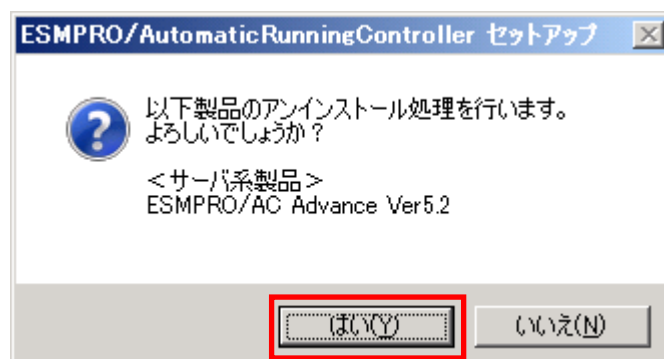 ESMPRO/AutomaticRunningController セットアップ
以下製品のアンインストール処理を行います。
よろしいでしょうか？
＜サーバ系製品＞
ESMPRO/AC Advance Ver5.2
はい(Y)
いいえ(N)